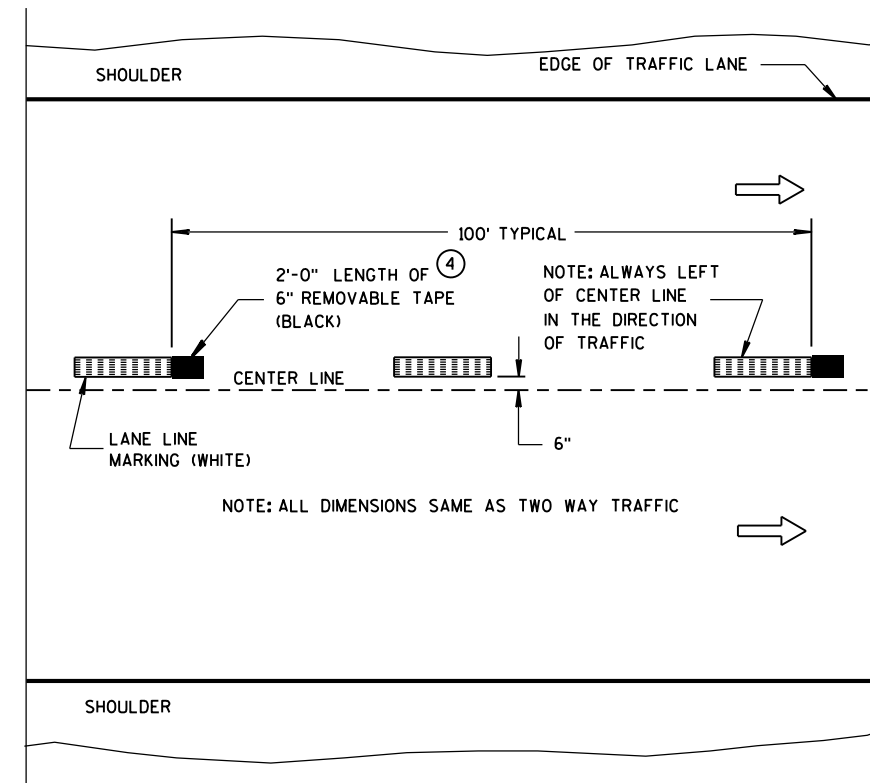 EDGE OF TRAFFIC LANE
SHOULDER
100' TYPICAL
2'-0" LENGTH OF 4
6" REMOVABLE TAPE
(BLACK)
NOTE: ALWAYS LEFT
OF CENTER LINE
IN THE DIRECTION
OF TRAFFIC
CENTER LINE
LANE LINE
MARKING (WHITE)
6"
NOTE: ALL DIMENSIONS SAME AS TWO WAY TRAFFIC
SHOULDER